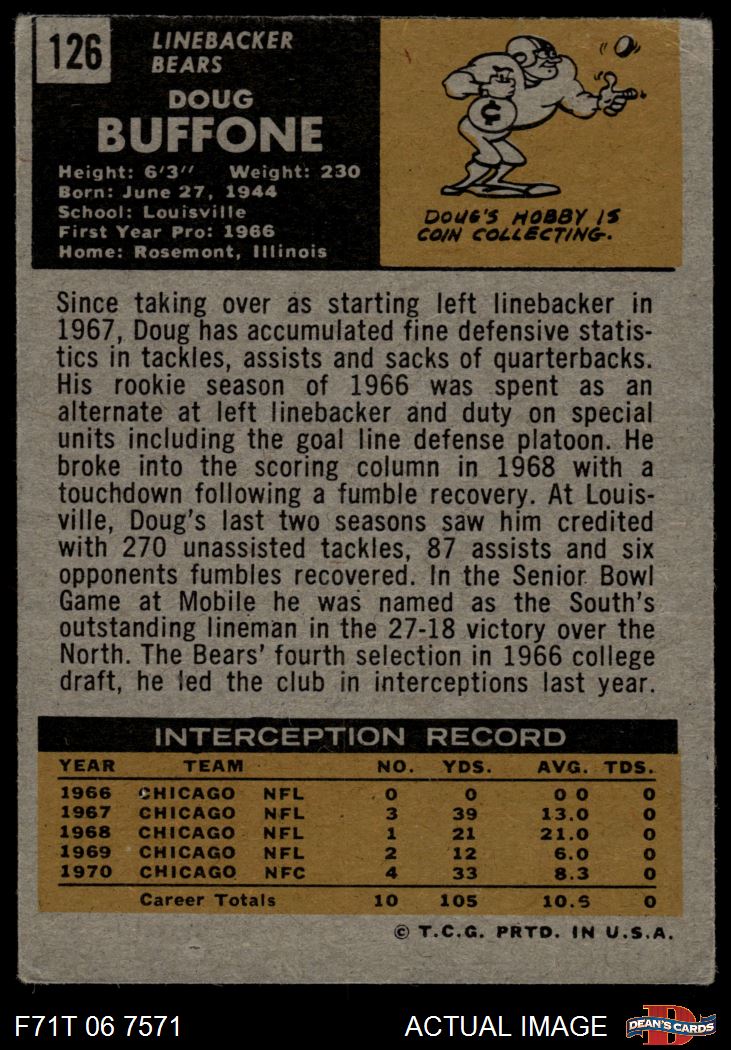 126
LINEBACKER
BEARS
DOUG
BUFFONE
Height: 6'3" Weight: 230
Born: June 27, 1944
School: Louisville
First Year Pro: 1966
Home: Rosemont, Illinois
¢
DOUG'S HOBBY IS
COIN COLLECTING.
Since taking over as starting left linebacker in
1967, Doug has accumulated fine defensive statis-
tics in tackles, assists and sacks of quarterbacks.
His rookie season of 1966 was spent as an
alternate at left linebacker and duty on special
units including the goal line defense platoon. He
broke into the scoring column in 1968 with a
touchdown following a fumble recovery. At Louis-
ville, Doug's last two seasons saw him credited
with 270 unassisted tackles, 87 assists and six
opponents fumbles recovered. In the Senior Bowl
Game at Mobile he was named as the South's
outstanding lineman in the 27-18 victory over the
North. The Bears' fourth selection in 1966 college
draft, he led the club in interceptions last year.
INTERCEPTION RECORD
YEAR TEAM NO. YDS. AVG. TDS.
1966 CHICAGO NFL 0 0 0 0 0
1967 CHICAGO NFL 3 39 13.0 0
1968 CHICAGO NFL 1 21 21.0 0
1969 CHICAGO NFL 2 12 6.0 0
1970 CHICAGO NFC 4 33 8.3 0
Career Totals 10 105 10.5 0
© T.C.G. PRTD. IN U.S.A.
F71T 06 7571 ACTUAL IMAGE D DEAN'S CARDS